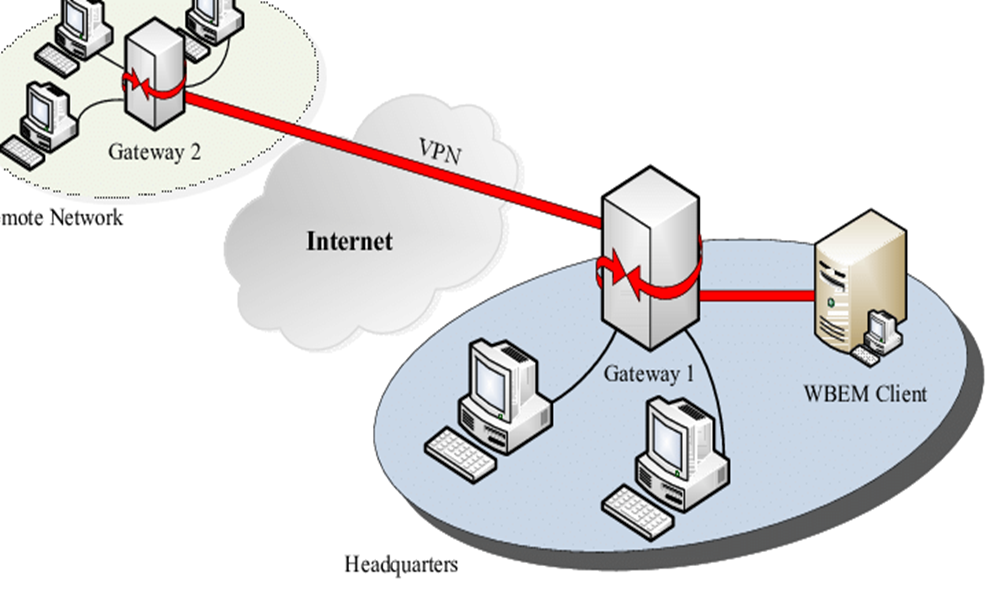 Gateway 2
mote Network
VPN
Internet
Gateway 1
WBEM Client
Headquarters